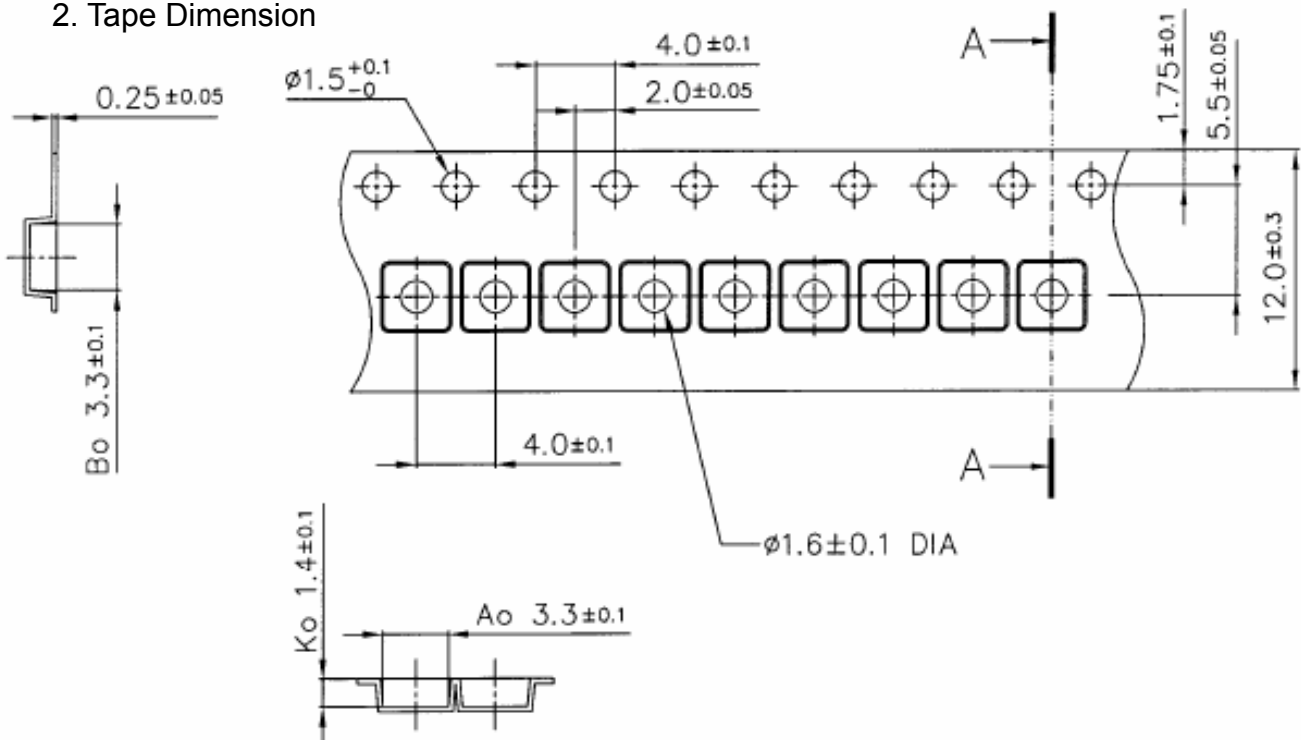 2. Tape Dimension
4.0±0.1
A
1.75±0.1
5.5±0.05
ø1.5+0.1
-0
2.0±0.05
0.25±0.05
12.0±0.3
Bo 3.3±0.1
4.0±0.1
A
ø1.6±0.1 DIA
Ko 1.4±0.1
Ao 3.3±0.1